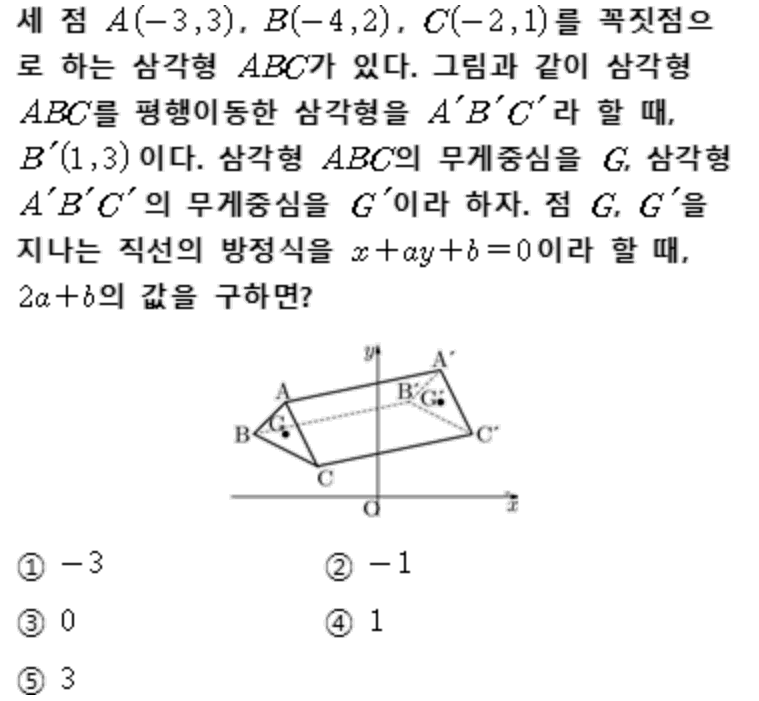 세 점 A(-3,3), B(-4,2), C(-2,1)를 꼭짓점으
로 하는 삼각형 ABC가 있다. 그림과 같이 삼각형
ABC를 평행이동한 삼각형을 A′B′C′라 할 때,
B′(1,3)이다. 삼각형 ABC의 무게중심을 G, 삼각형
A′B′C′의 무게중심을 G′이라 하자. 점 G, G′을
지나는 직선의 방정식을 x+ay+b=0이라 할 때,
2a+b의 값을 구하면?
y
A′
A
B′
G′
B
G
C′
C
O
x
① -3
② -1
③ 0
④ 1
⑤ 3